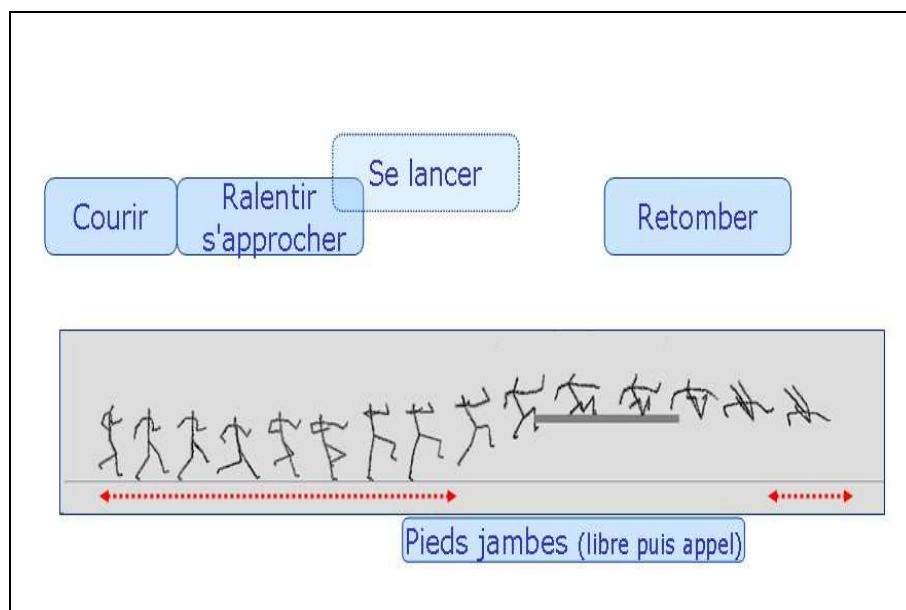 Se lancer
Courir
Ralentir
s'approcher
Retomber
Pieds jambes (libre puis appel)